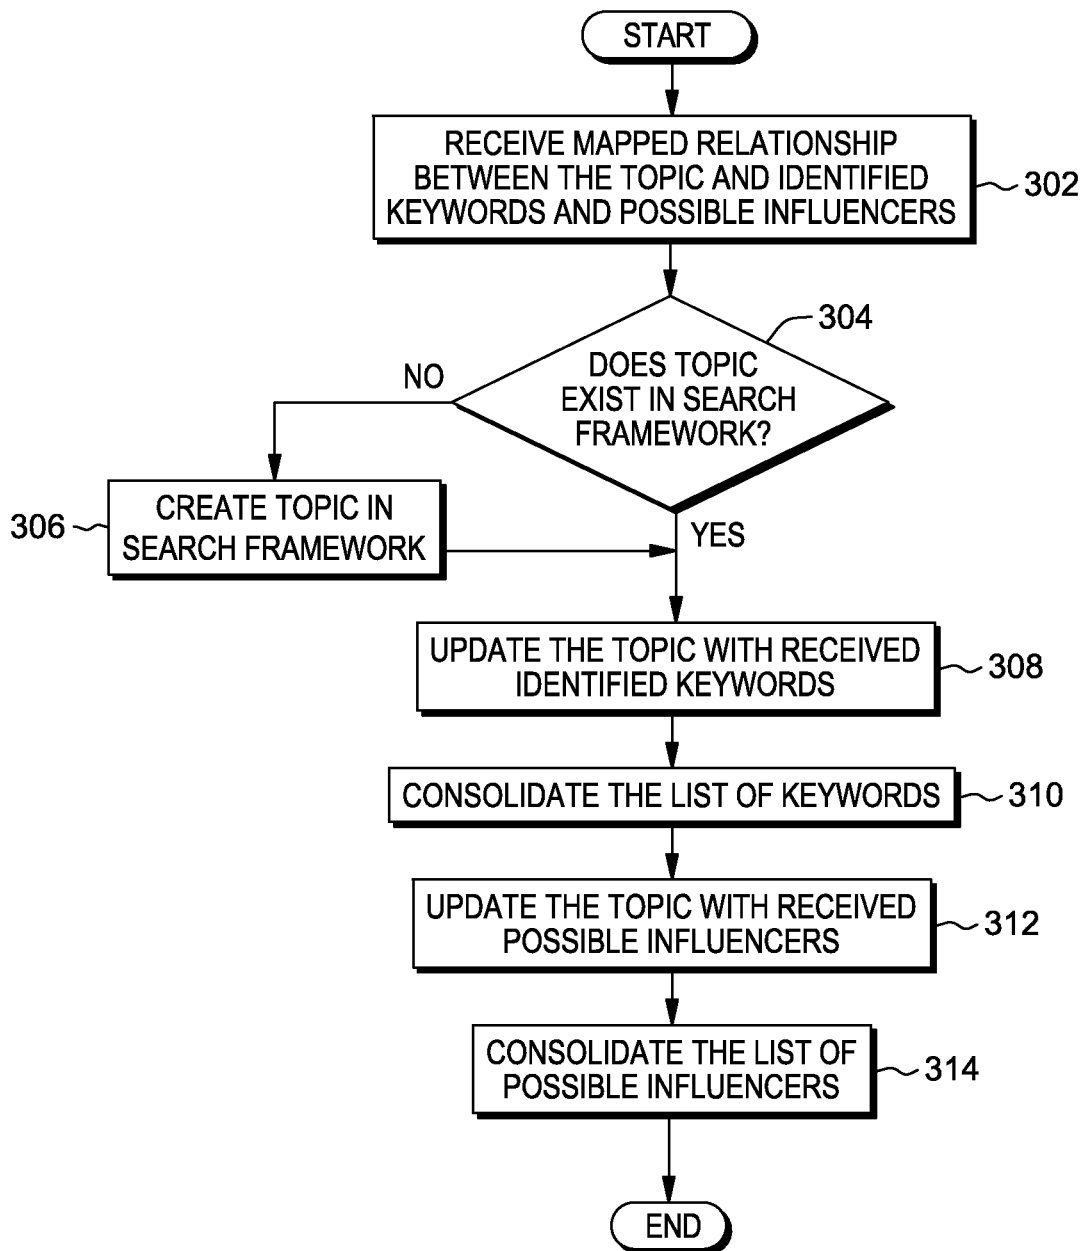 START
RECEIVE MAPPED RELATIONSHIP
BETWEEN THE TOPIC AND IDENTIFIED
KEYWORDS AND POSSIBLE INFLUENCERS
302
304
DOES TOPIC
EXIST IN SEARCH
FRAMEWORK?
NO
CREATE TOPIC IN
SEARCH FRAMEWORK
306
YES
UPDATE THE TOPIC WITH RECEIVED
IDENTIFIED KEYWORDS
308
CONSOLIDATE THE LIST OF KEYWORDS
310
UPDATE THE TOPIC WITH RECEIVED
POSSIBLE INFLUENCERS
312
CONSOLIDATE THE LIST OF
POSSIBLE INFLUENCERS
314
END